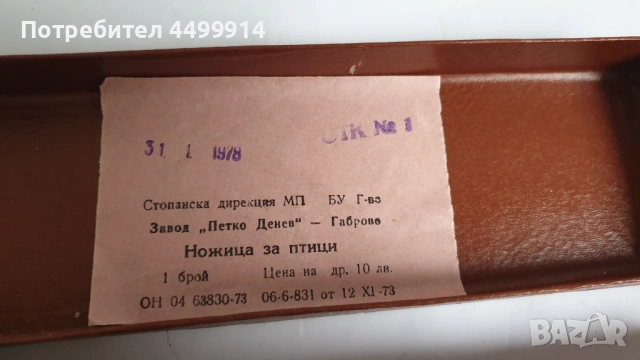 Потребител 4499914
31 I 1978 ОТК № 1
Стопанска дирекция МП БУ Г-во
Завод „Петко Денев“ — Габрово
Ножица за птици
1 брой Цена на др. 10 лв.
ОН 04 63830-73 06-6-831 от 12 XI-73
BAZAR